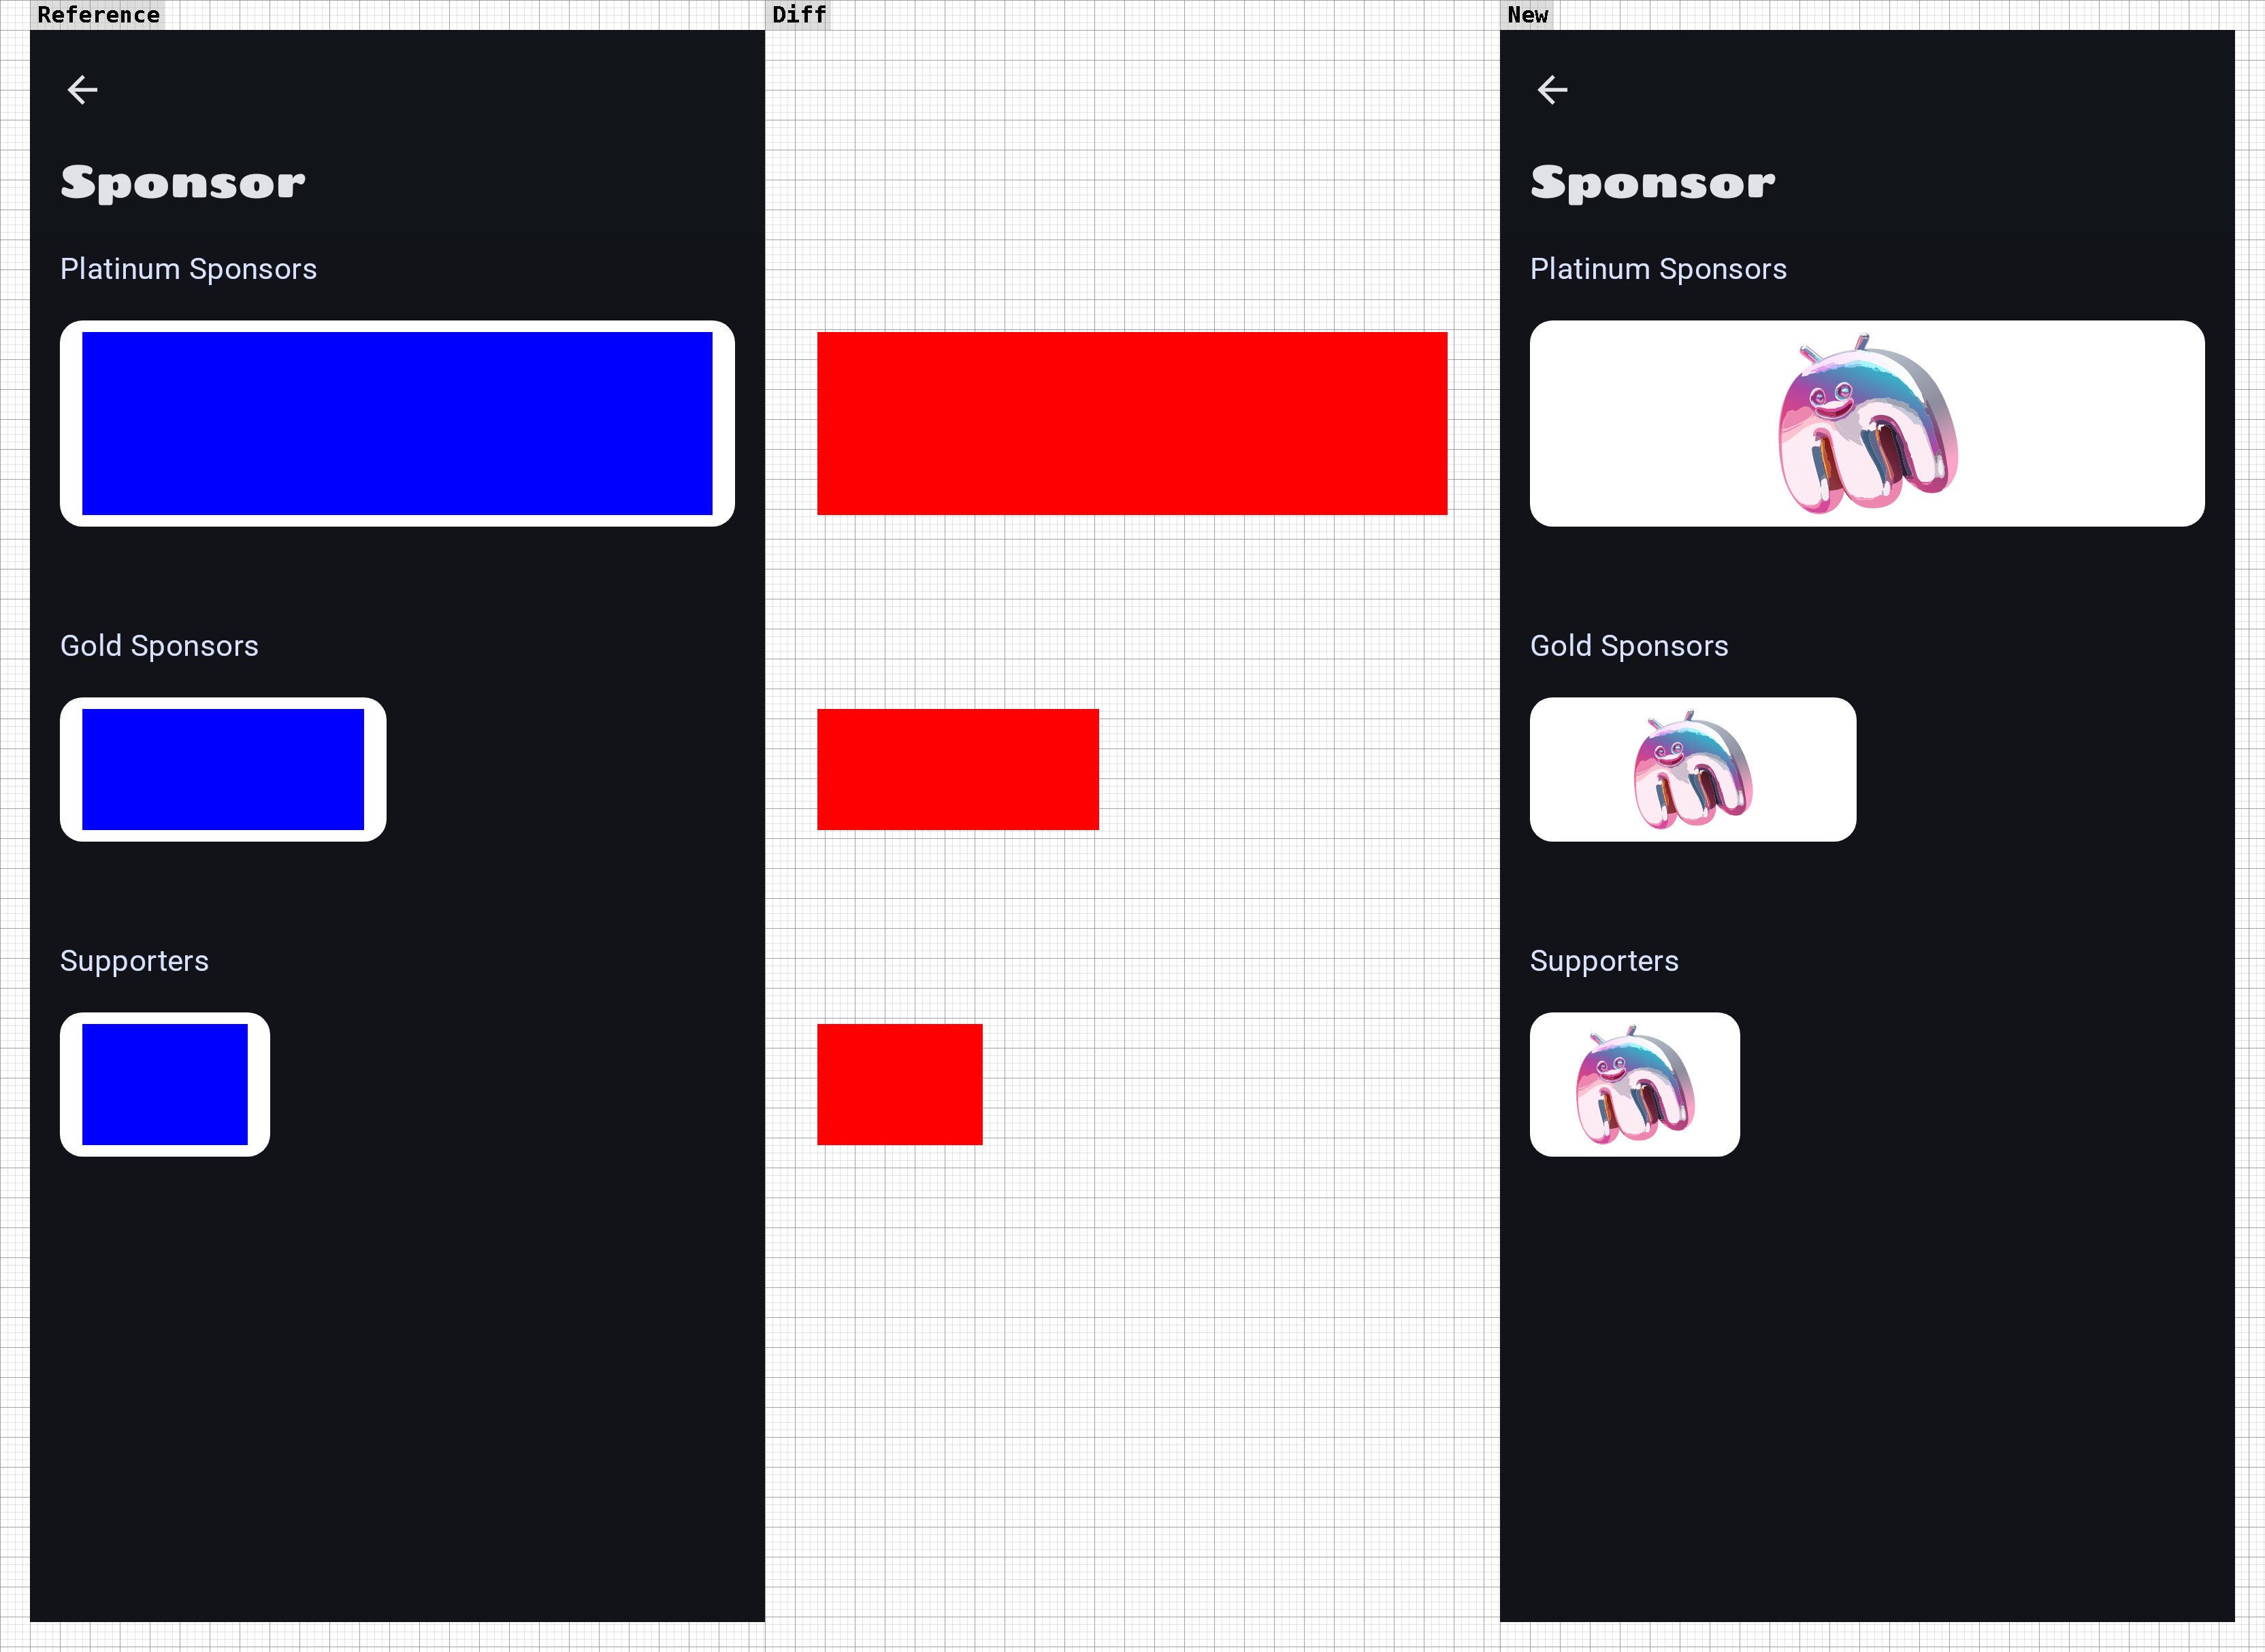 Reference
Diff
New
Sponsor
Platinum Sponsors
Gold Sponsors
Supporters
Sponsor
Platinum Sponsors
Gold Sponsors
Supporters